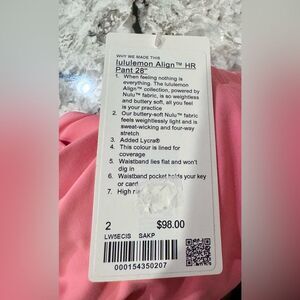 WHY WE MADE THIS
lululemon Align™ HR
Pant 28"
1. When feeling nothing is
everything. The lululemon
Align™ collection, powered by
Nulu™ fabric, is so weightless
and buttery soft, all you feel
is your practice
2. Our buttery-soft Nulu™ fabric
feels weightlessly light and is
sweat-wicking and four-way
stretch
3. Added Lycra®
4. This colour is lined for
coverage
5. Waistband lies flat and won't
dig in
6. Waistband pocket holds your key
or card
7. High
2 $98.00
LW5ECIS SAKP
000154350207